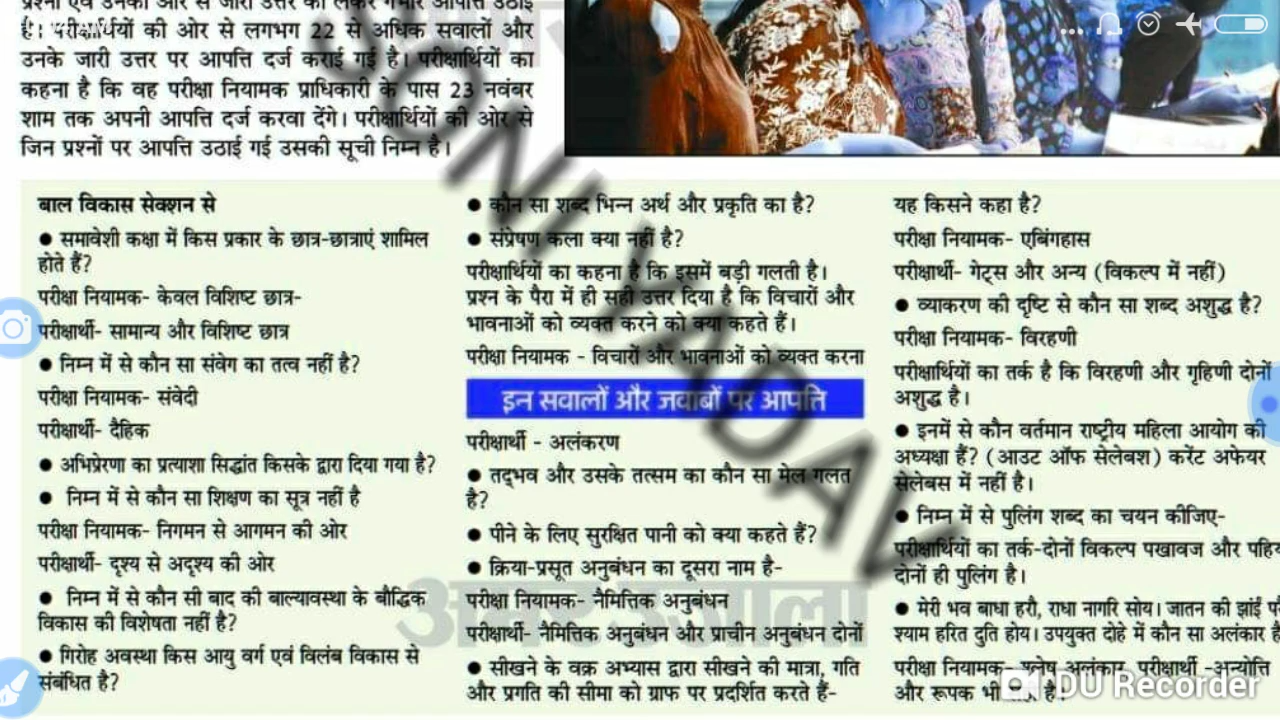 प्रश्नों एवं उनकी ओर से जारी उत्तर को लेकर गंभीर आपत्ति उठाई
है। परीक्षार्थियों की ओर से लगभग 22 से अधिक सवालों और
उनके जारी उत्तर पर आपत्ति दर्ज कराई गई है। परीक्षार्थियों का
कहना है कि वह परीक्षा नियामक प्राधिकारी के पास 23 नवंबर
शाम तक अपनी आपत्ति दर्ज करवा देंगे। परीक्षार्थियों की ओर से
जिन प्रश्नों पर आपत्ति उठाई गई उसकी सूची निम्न है।
बाल विकास सेक्शन से
● समावेशी कक्षा में किस प्रकार के छात्र-छात्राएं शामिल
होते हैं?
परीक्षा नियामक- केवल विशिष्ट छात्र-
परीक्षार्थी- सामान्य और विशिष्ट छात्र
● निम्न में से कौन सा संवेग का तत्व नहीं है?
परीक्षा नियामक- संवेदी
परीक्षार्थी- दैहिक
● अभिप्रेरणा का प्रत्याशा सिद्धांत किसके द्वारा दिया गया है?
● निम्न में से कौन सा शिक्षण का सूत्र नहीं है
परीक्षा नियामक- निगमन से आगमन की ओर
परीक्षार्थी- दृश्य से अदृश्य की ओर
● निम्न में से कौन सी बाद की बाल्यावस्था के बौद्धिक
विकास की विशेषता नहीं है?
● गिरोह अवस्था किस आयु वर्ग एवं विलंब विकास से
संबंधित है?
● कौन सा शब्द भिन्न अर्थ और प्रकृति का है?
● संप्रेषण कला क्या नहीं है?
परीक्षार्थियों का कहना है कि इसमें बड़ी गलती है।
प्रश्न के पैरा में ही सही उत्तर दिया है कि विचारों और
भावनाओं को व्यक्त करने को क्या कहते हैं।
परीक्षा नियामक - विचारों और भावनाओं को व्यक्त करना
इन सवालों और जवाबों पर आपत्ति
परीक्षार्थी - अलंकरण
● तद्भव और उसके तत्सम का कौन सा मेल गलत
है?
● पीने के लिए सुरक्षित पानी को क्या कहते हैं?
● क्रिया-प्रसूत अनुबंधन का दूसरा नाम है-
परीक्षा नियामक- नैमित्तिक अनुबंधन
परीक्षार्थी- नैमित्तिक अनुबंधन और प्राचीन अनुबंधन दोनों
● सीखने के वक्र अभ्यास द्वारा सीखने की मात्रा, गति
और प्रगति की सीमा को ग्राफ पर प्रदर्शित करते हैं-
यह किसने कहा है?
परीक्षा नियामक- एबिंगहास
परीक्षार्थी- गेट्स और अन्य (विकल्प में नहीं)
● व्याकरण की दृष्टि से कौन सा शब्द अशुद्ध है?
परीक्षा नियामक- विरहणी
परीक्षार्थियों का तर्क है कि विरहणी और गृहिणी दोनों
अशुद्ध है।
● इनमें से कौन वर्तमान राष्ट्रीय महिला आयोग की
अध्यक्षा हैं? (आउट ऑफ सेलेबश) करेंट अफेयर
सेलेबस में नहीं है।
● निम्न में से पुलिंग शब्द का चयन कीजिए-
परीक्षार्थियों का तर्क-दोनों विकल्प पखावज और
दोनों ही पुलिंग है।
● मेरी भव बाधा हरौ, राधा नागरि सोय। जातन की झांई
श्याम हरित दुति होय। उपयुक्त दोहे में कौन सा अलंकार है
परीक्षा नियामक- श्लेष अलंकार, परीक्षार्थी -अन्योत्ति
और रूपक भी है।
SONI YADAV
अमर उजाला
DU Recorder